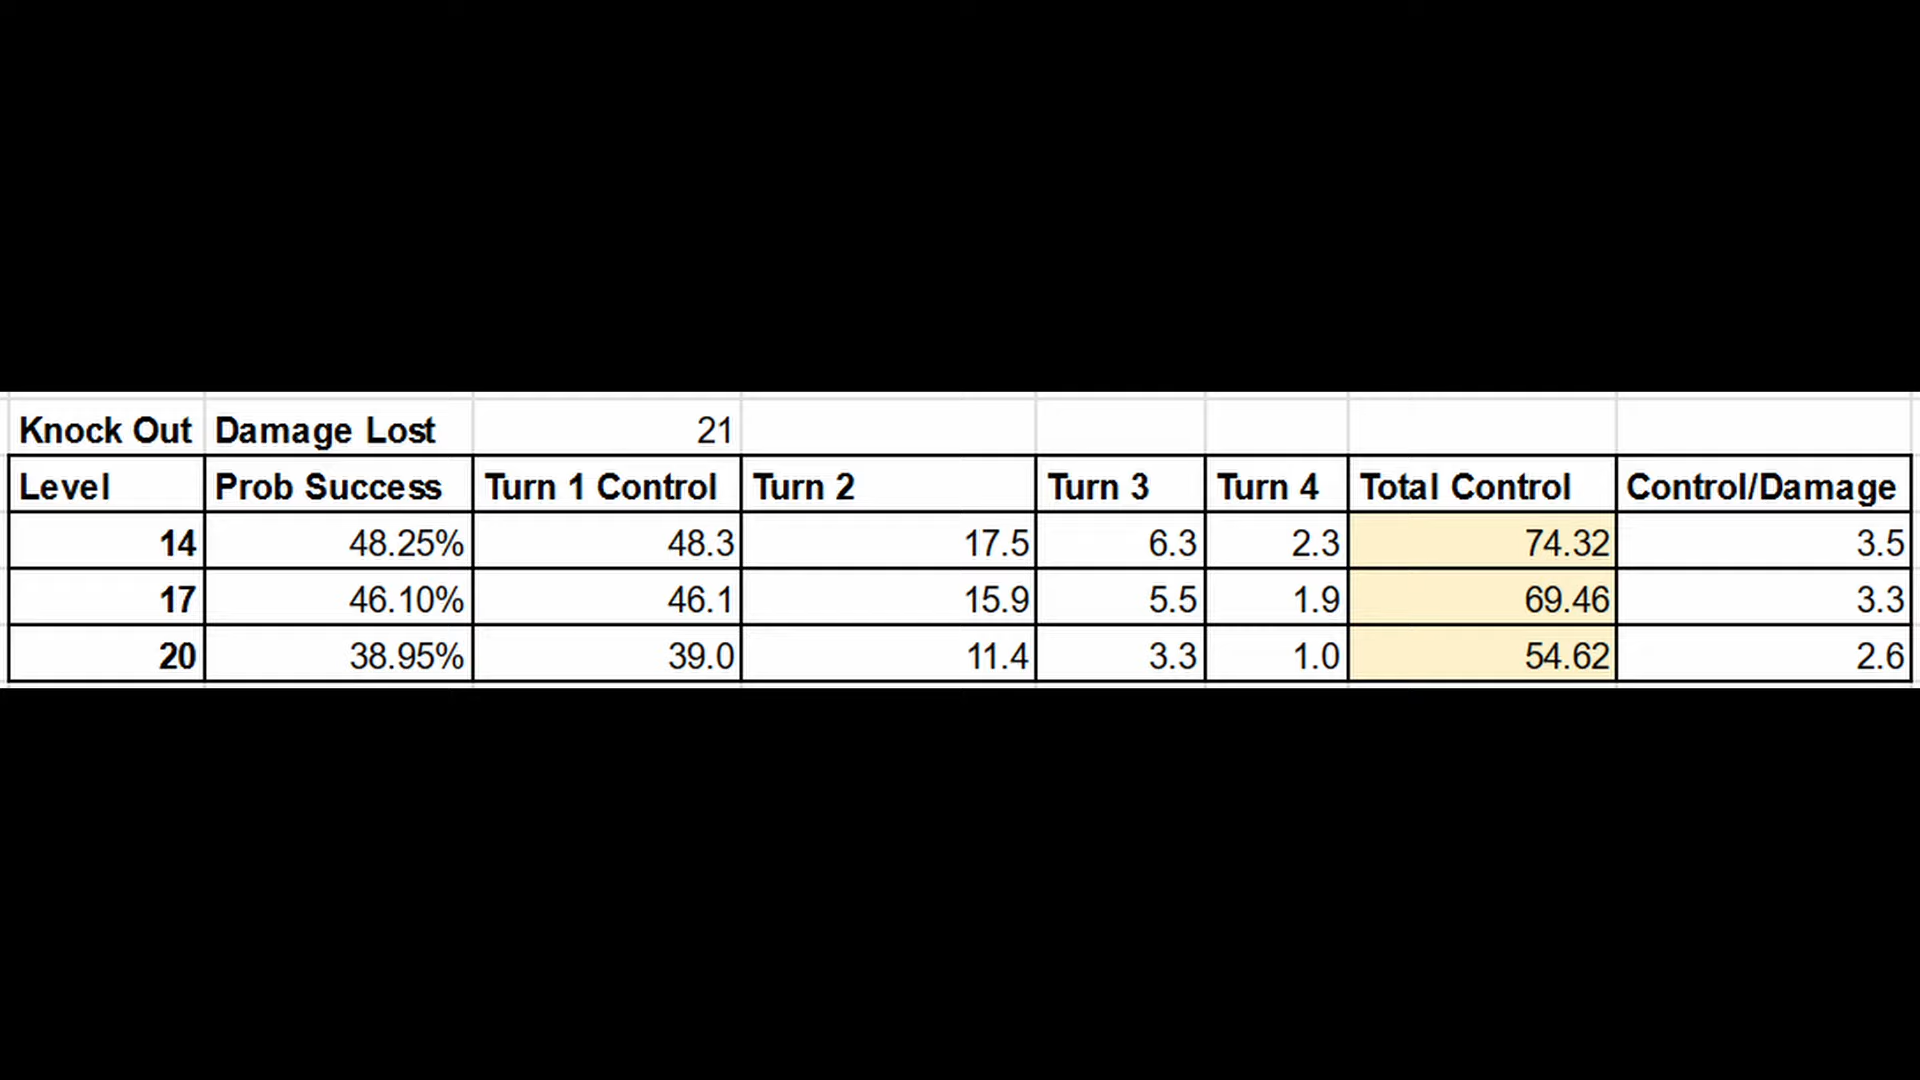 Knock Out Damage Lost 21
Level Prob Success Turn 1 Control Turn 2 Turn 3 Turn 4 Total Control Control/Damage
14 48.25% 48.3 17.5 6.3 2.3 74.32 3.5
17 46.10% 46.1 15.9 5.5 1.9 69.46 3.3
20 38.95% 39.0 11.4 3.3 1.0 54.62 2.6